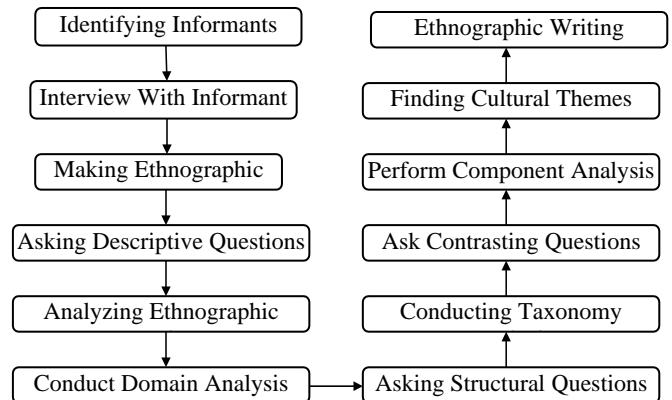 Identifying Informants
Interview With Informant
Making Ethnographic
Asking Descriptive Questions
Analyzing Ethnographic
Conduct Domain Analysis
Asking Structural Questions
Conducting Taxonomy
Ask Contrasting Questions
Perform Component Analysis
Finding Cultural Themes
Ethnographic Writing